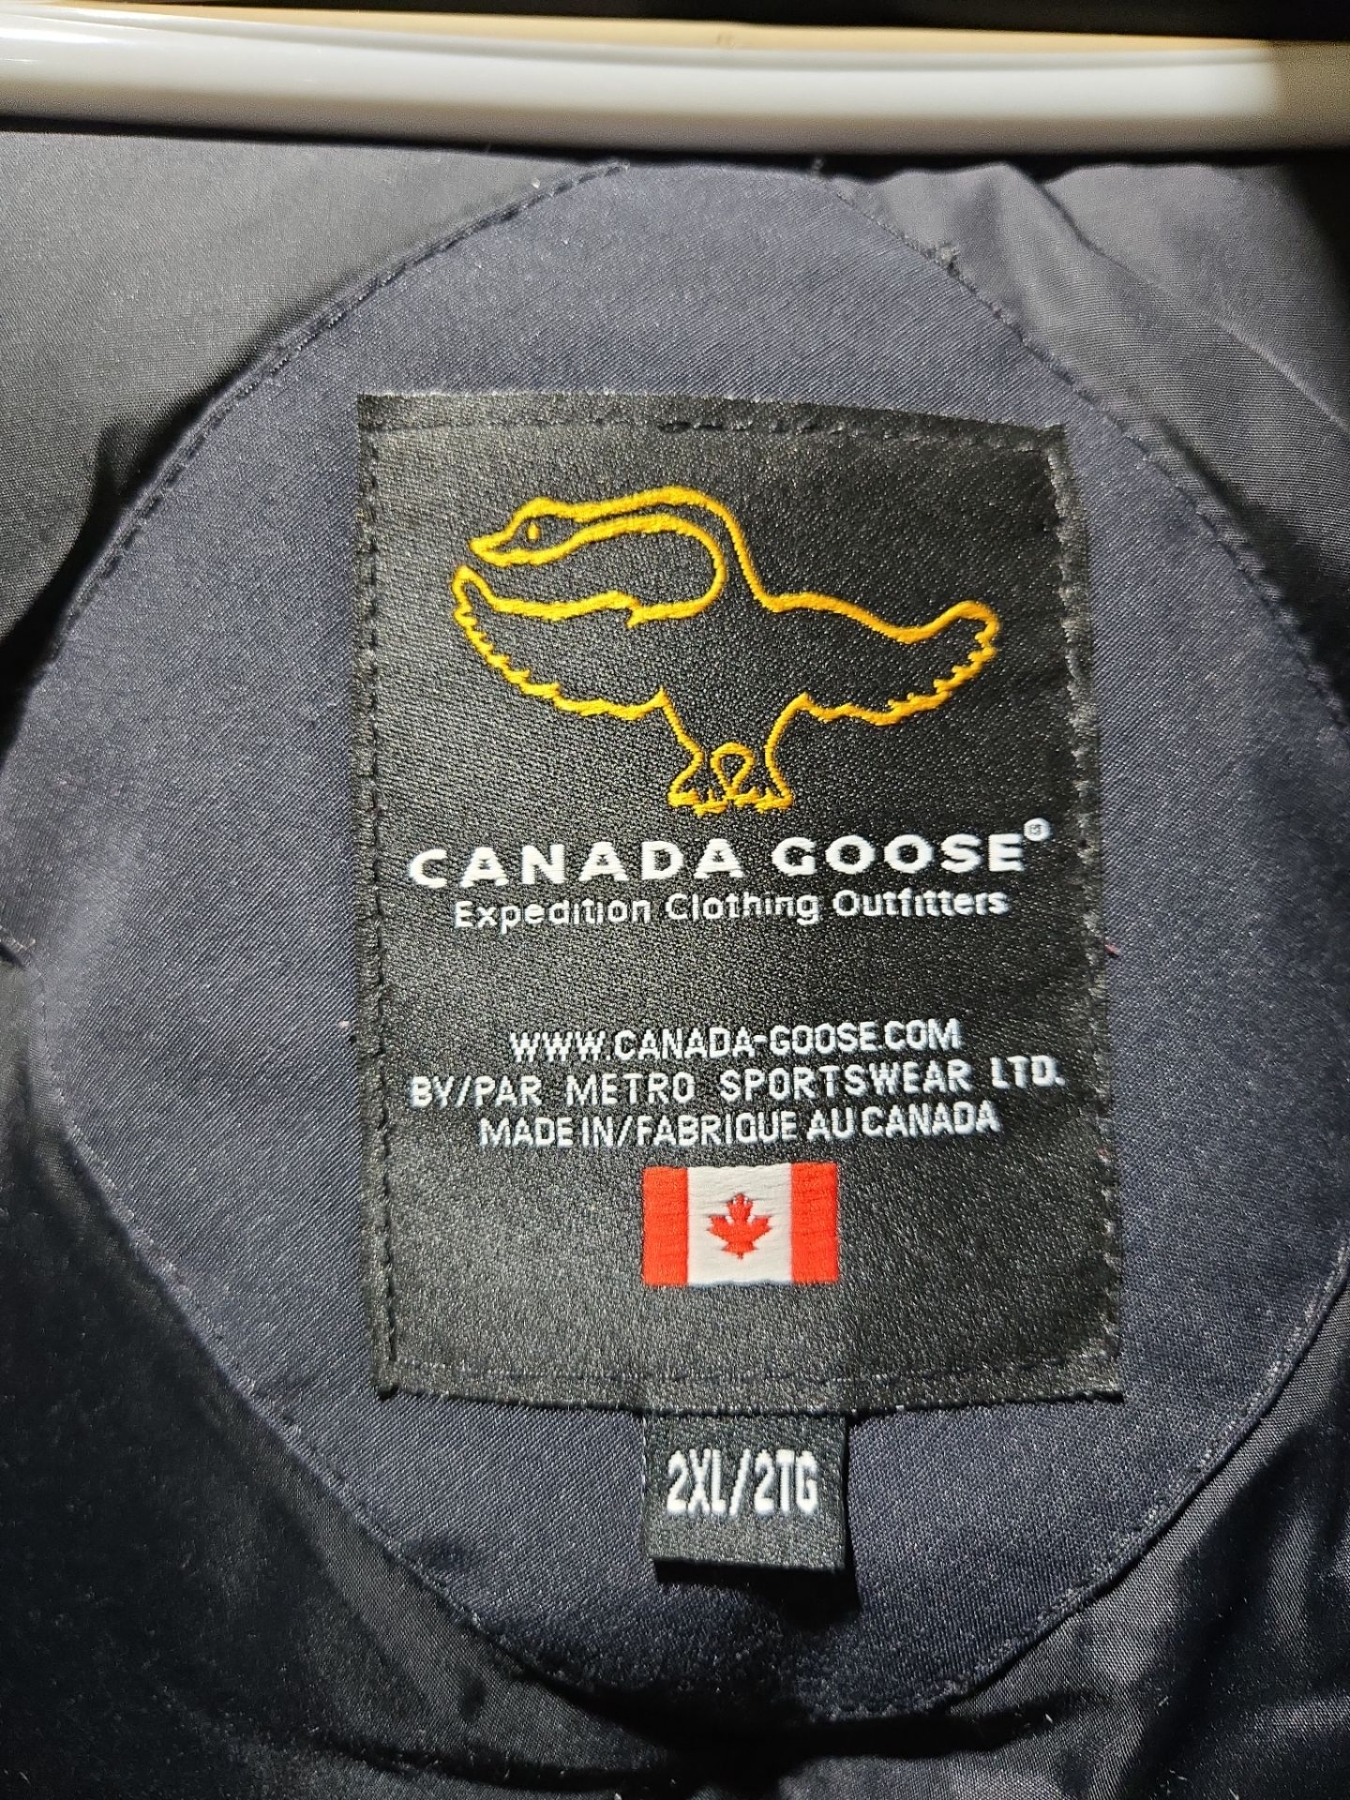 CANADA GOOSE®
Expedition Clothing Outfitters
WWW.CANADA-GOOSE.COM
BY/PAR METRO SPORTSWEAR LTD.
MADE IN/FABRIQUE AU CANADA
2XL/2TG